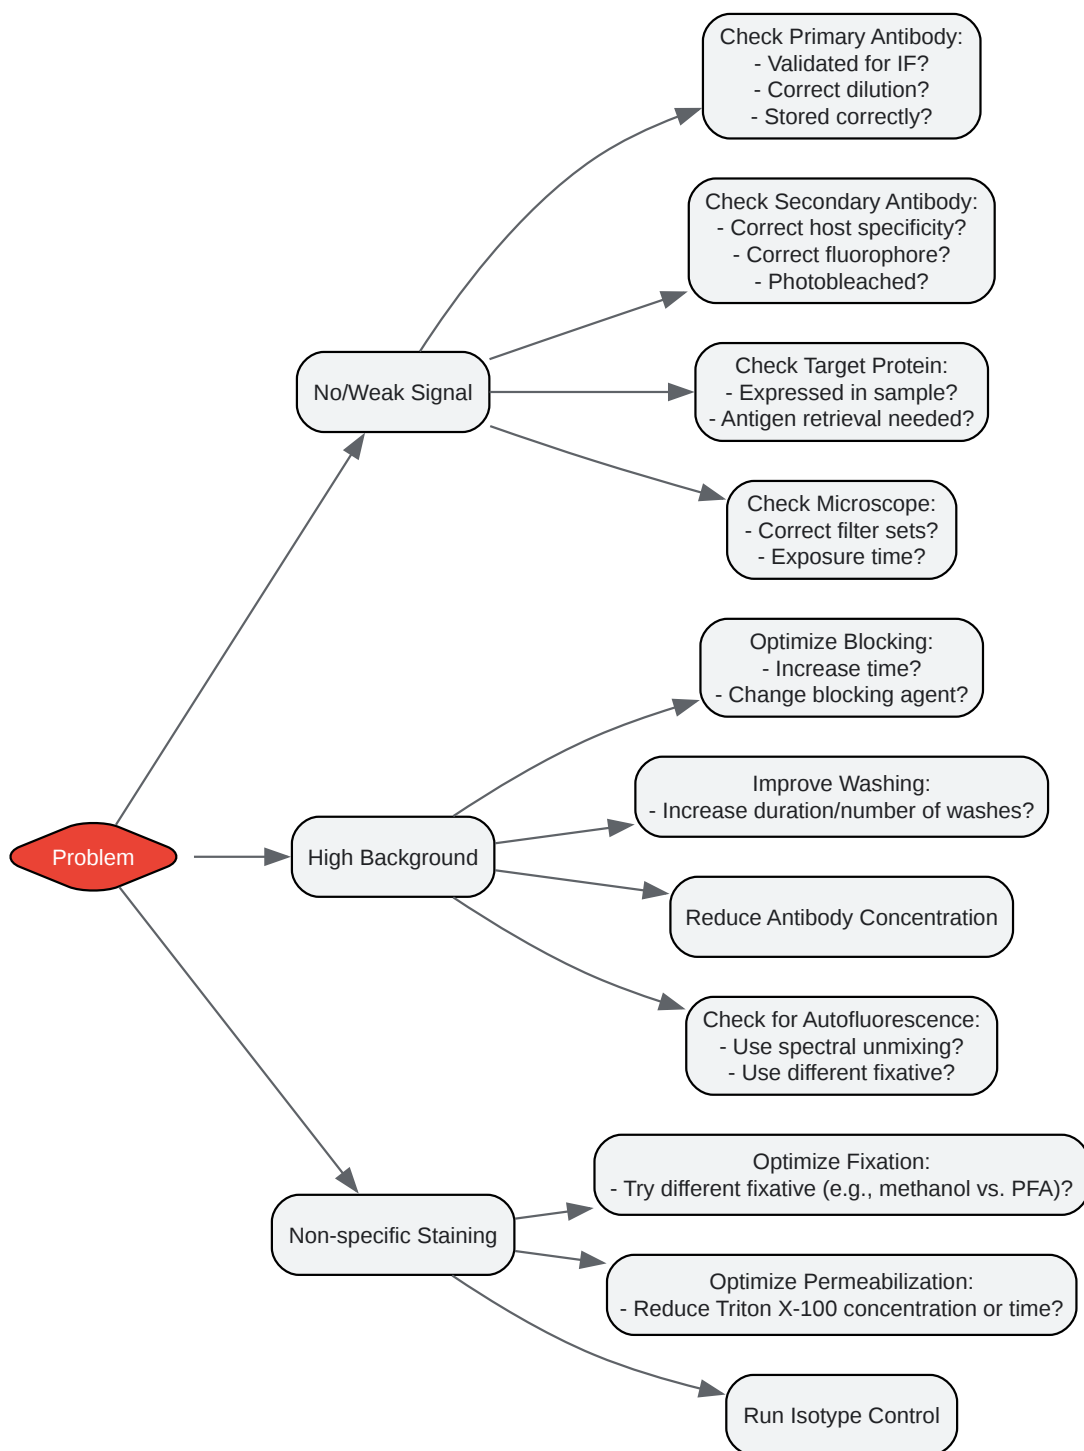 Check Primary Antibody:
- Validated for IF?
- Correct dilution?
- Stored correctly?
Check Secondary Antibody:
- Correct host specificity?
- Correct fluorophore?
- Photobleached?
No/Weak Signal
Check Target Protein:
- Expressed in sample?
- Antigen retrieval needed?
Check Microscope:
- Correct filter sets?
- Exposure time?
Optimize Blocking:
- Increase time?
- Change blocking agent?
Improve Washing:
- Increase duration/number of washes?
Problem
High Background
Reduce Antibody Concentration
Check for Autofluorescence:
- Use spectral unmixing?
- Use different fixative?
Optimize Fixation:
- Try different fixative (e.g., methanol vs. PFA)?
Non-specific Staining
Optimize Permeabilization:
- Reduce Triton X-100 concentration or time?
Run Isotype Control